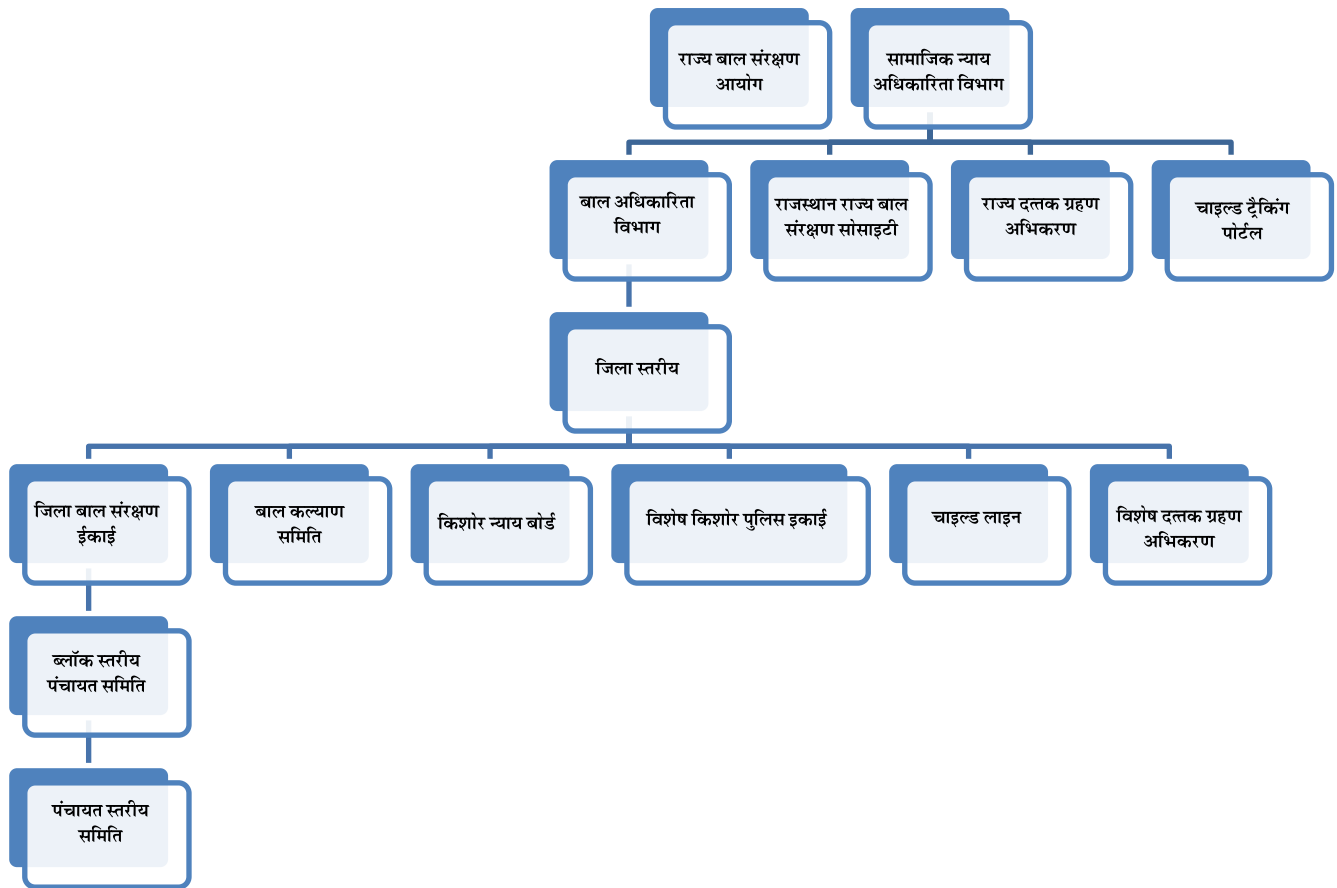 राज्य बाल संरक्षण
आयोग
सामाजिक न्याय
अधिकारिता विभाग
बाल अधिकारिता
विभाग
राजस्थान राज्य बाल
संरक्षण सोसाइटी
राज्य दत्तक ग्रहण
अभिकरण
चाइल्ड ट्रैकिंग
पोर्टल
जिला स्तरीय
जिला बाल संरक्षण
ईकाई
बाल कल्याण
समिति
किशोर न्याय बोर्ड
विशेष किशोर पुलिस इकाई
चाइल्ड लाइन
विशेष दत्तक ग्रहण
अभिकरण
ब्लॉक स्तरीय
पंचायत समिति
पंचायत स्तरीय
समिति